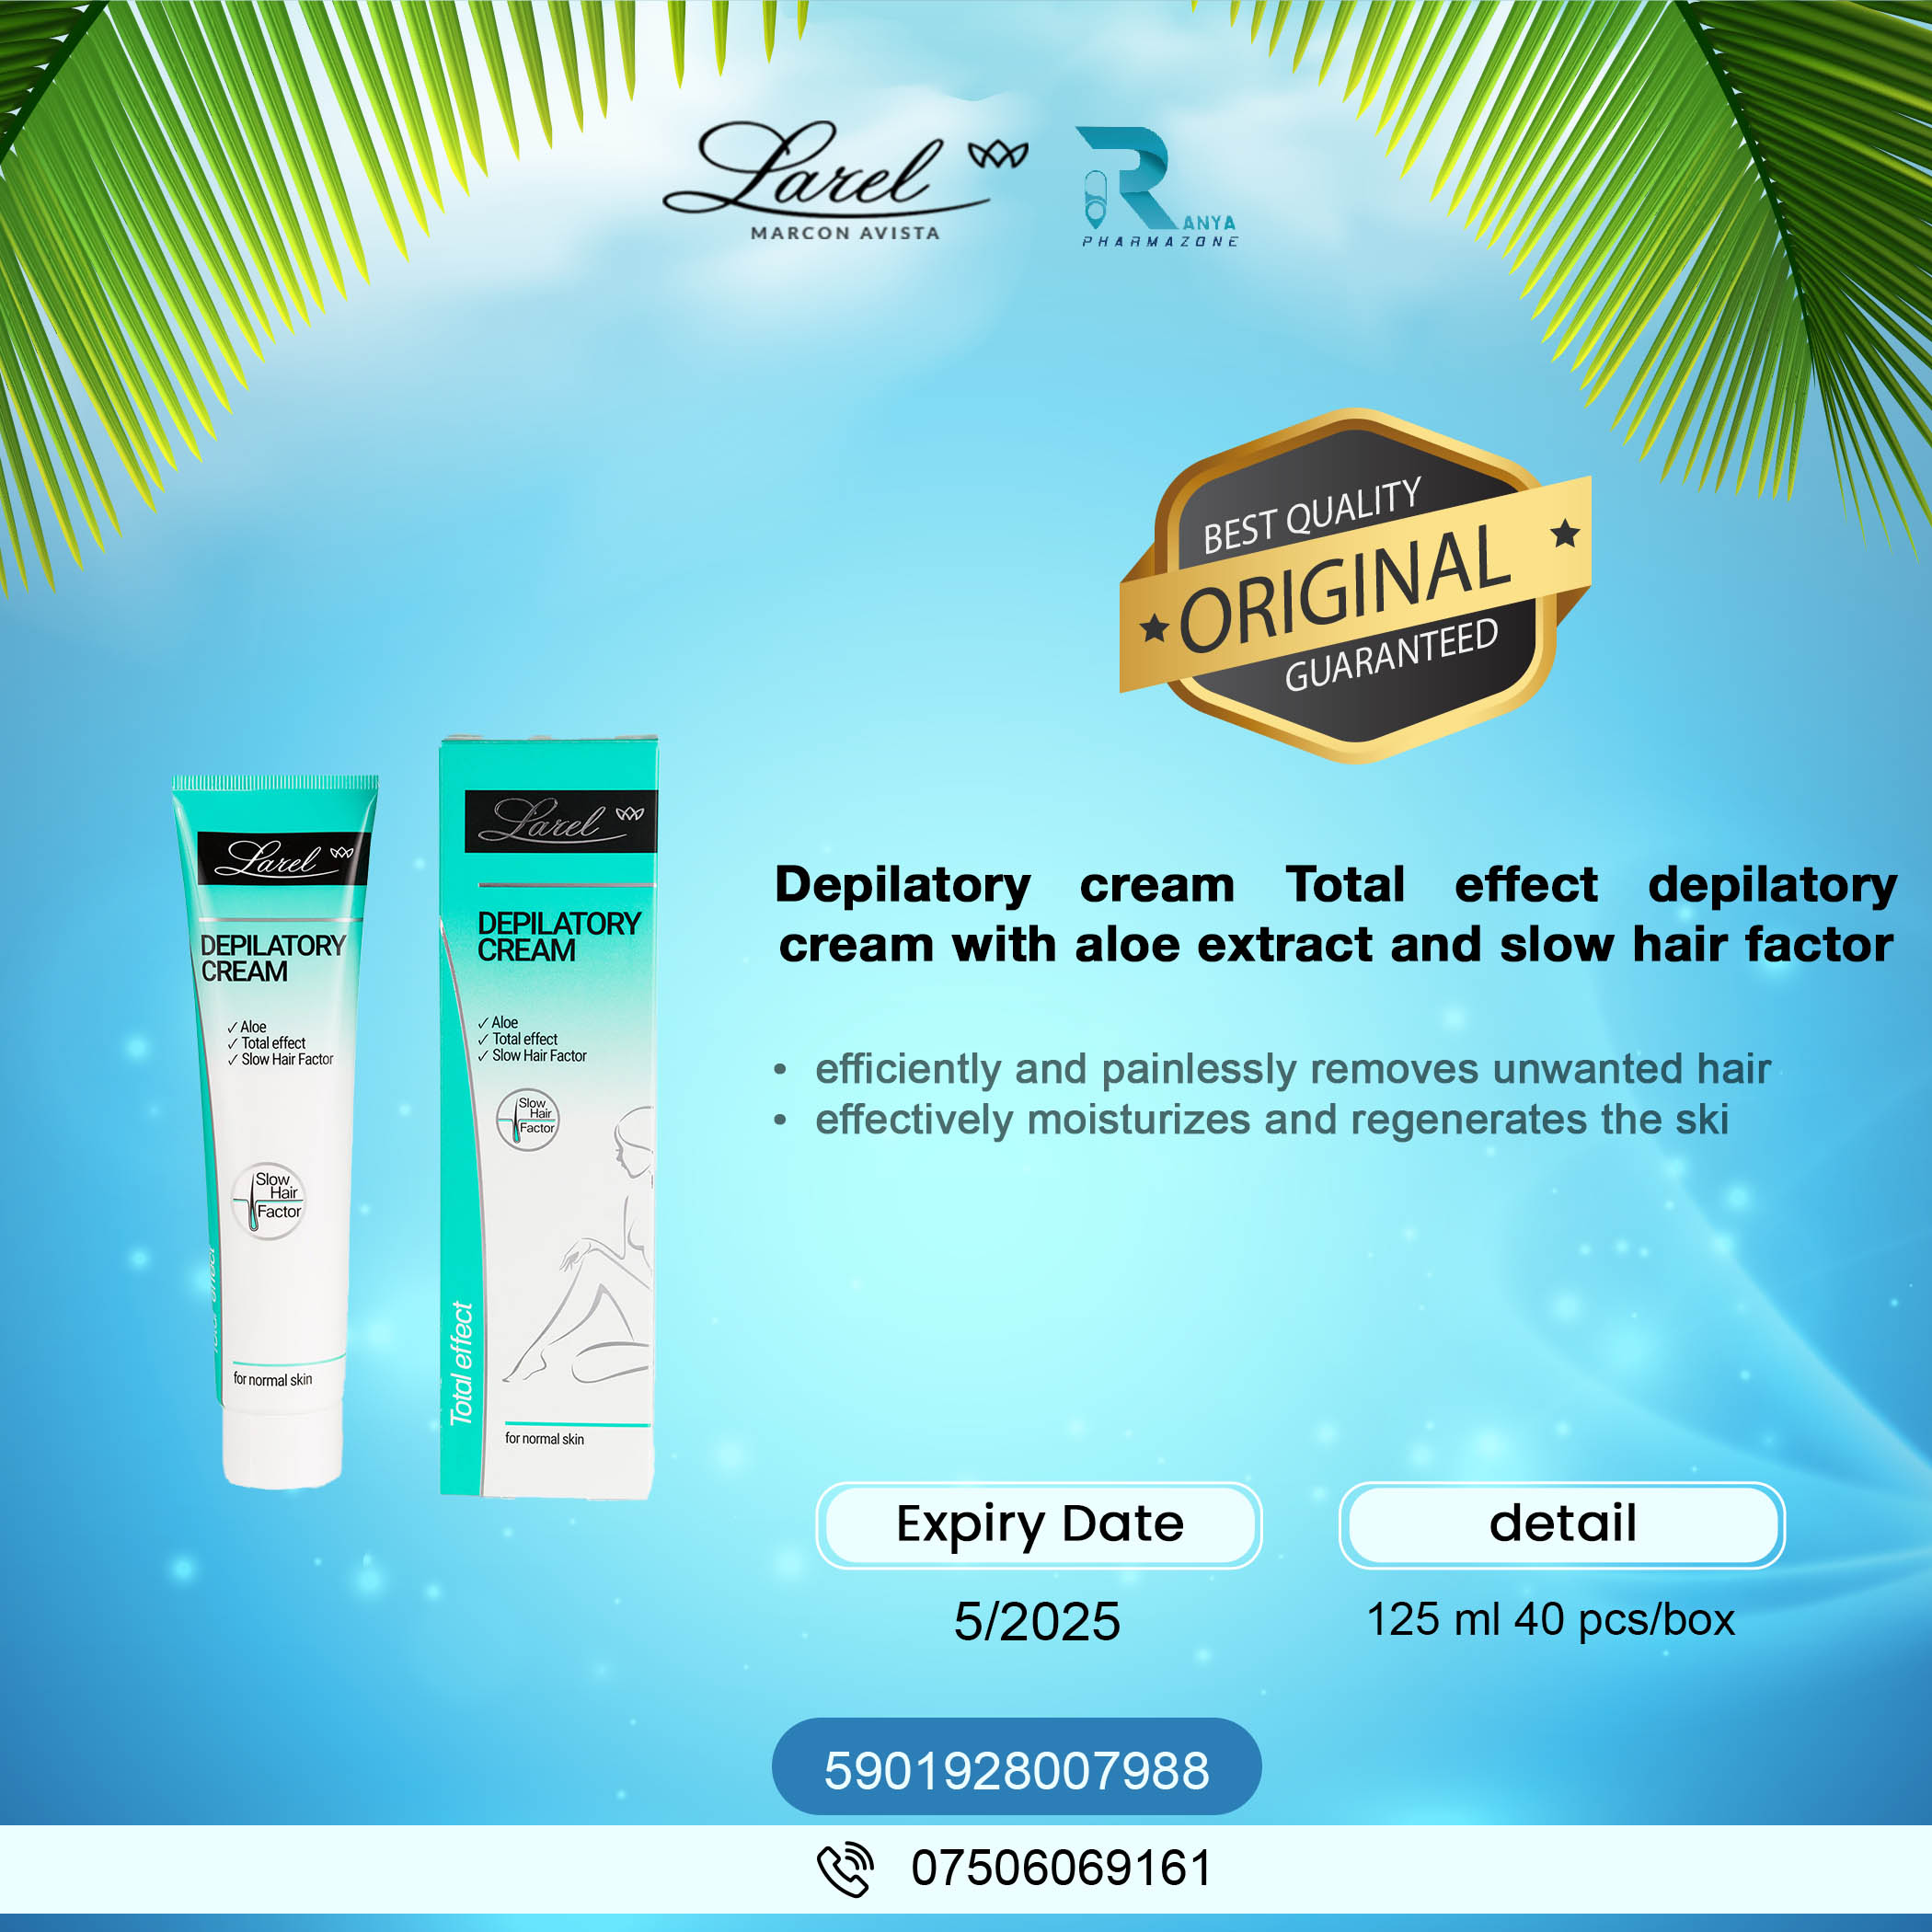 Larel
MARCON AVISTA
R
ANYA
PHARMAZONE
BEST QUALITY
ORIGINAL
GUARANTEED
Larel
DEPILATORY
CREAM
✓ Aloe
✓ Total effect
✓ Slow Hair Factor
Slow
Hair
Factor
for normal skin
Larel
DEPILATORY
CREAM
✓ Aloe
✓ Total effect
✓ Slow Hair Factor
Slow
Hair
Factor
Total effect
for normal skin
Depilatory cream Total effect depilatory
cream with aloe extract and slow hair factor
• efficiently and painlessly removes unwanted hair
• effectively moisturizes and regenerates the ski
Expiry Date
5/2025
detail
125 ml 40 pcs/box
5901928007988
07506069161